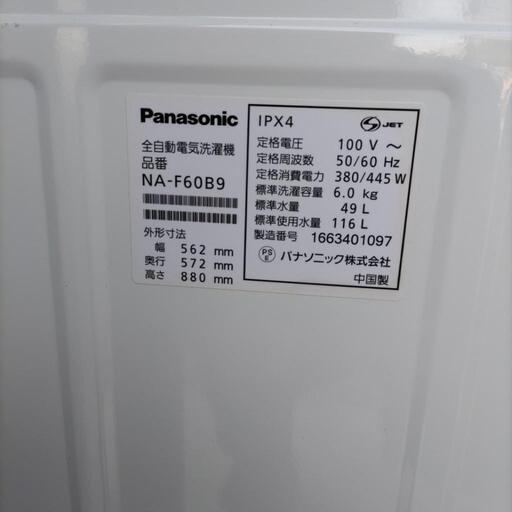 Panasonic
全自動電気洗濯機
品番
NA-F60B9
外形寸法
幅 562 mm
奥行 572 mm
高さ 880 mm
IPX4
S JET
定格電圧 100 V ~
定格周波数 50/60 Hz
定格消費電力 380/445 W
標準洗濯容量 6.0 kg
標準水量 49 L
標準使用水量 116 L
製造番号 1663401097
PS E パナソニック株式会社
中国製